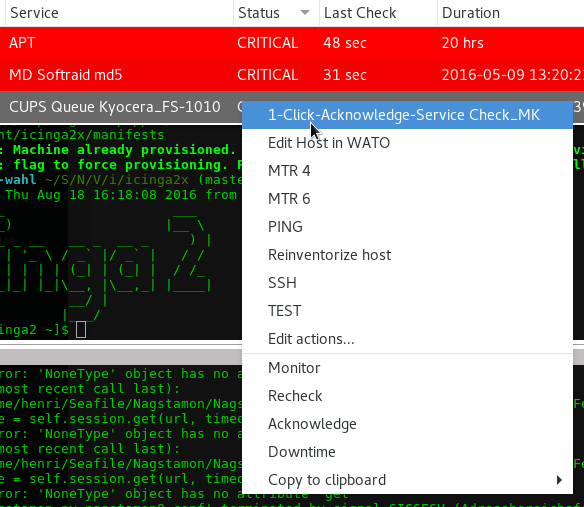 Service Status Last Check Duration
APT CRITICAL 48 sec 20 hrs
MD Softraid md5 CRITICAL 31 sec 2016-05-09 13:20:2
CUPS Queue Kyocera_FS-1010
1-Click-Acknowledge-Service Check_MK
Edit Host in WATO
MTR 4
MTR 6
PING
Reinventorize host
SSH
TEST
Edit actions...
Monitor
Recheck
Acknowledge
Downtime
Copy to clipboard
nt/icinga2x/manifests
: Machine already provisioned.
: flag to force provisioning.
-wahl ~/S/N/V/i/icinga2x (mast
Thu Aug 18 16:18:08 2016 from
inga2 ~]$
ror: 'NoneType' object has no a
most recent call last):
me/henri/Seafile/Nagstamon/Nags
e = self.session.get(url, timeo
ror: 'NoneType' object has no a
most recent call last):
me/henri/Seafile/Nagstamon/Nags
e = self.session.get(url, timeo
ror: 'NoneType' object has no attribute 'get'